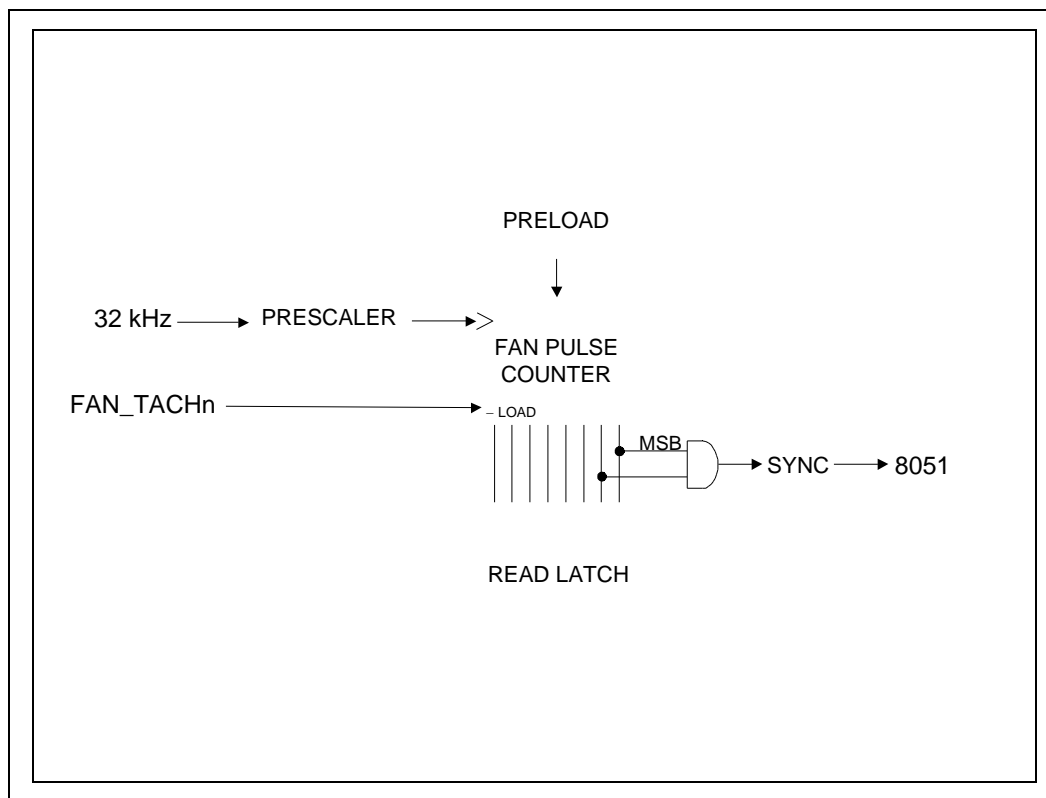 PRELOAD
32 kHz
PRESCALER
FAN PULSE
COUNTER
FAN_TACHn
– LOAD
MSB
SYNC
8051
READ LATCH